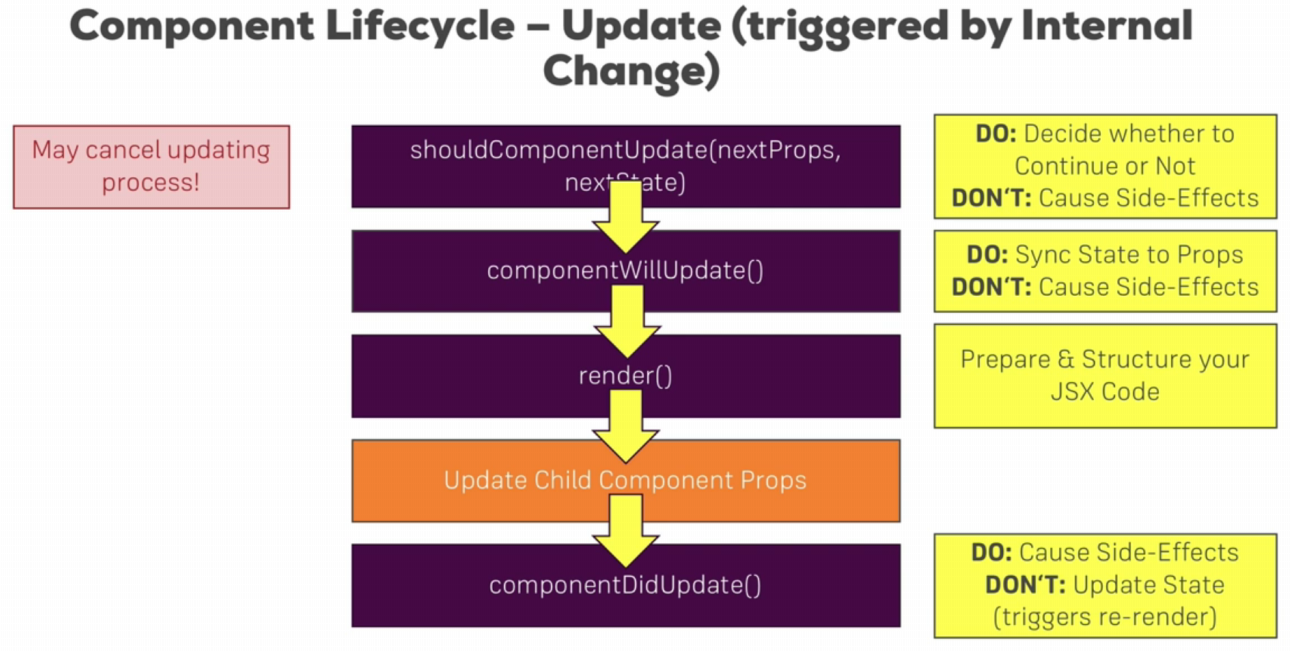 Component Lifecycle – Update (triggered by Internal
Change)
May cancel updating
process!
shouldComponentUpdate(nextProps,
nextState)
DO: Decide whether to
Continue or Not
DON'T: Cause Side-Effects
componentWillUpdate()
DO: Sync State to Props
DON'T: Cause Side-Effects
render()
Prepare & Structure your
JSX Code
Update Child Component Props
componentDidUpdate()
DO: Cause Side-Effects
DON'T: Update State
(triggers re-render)